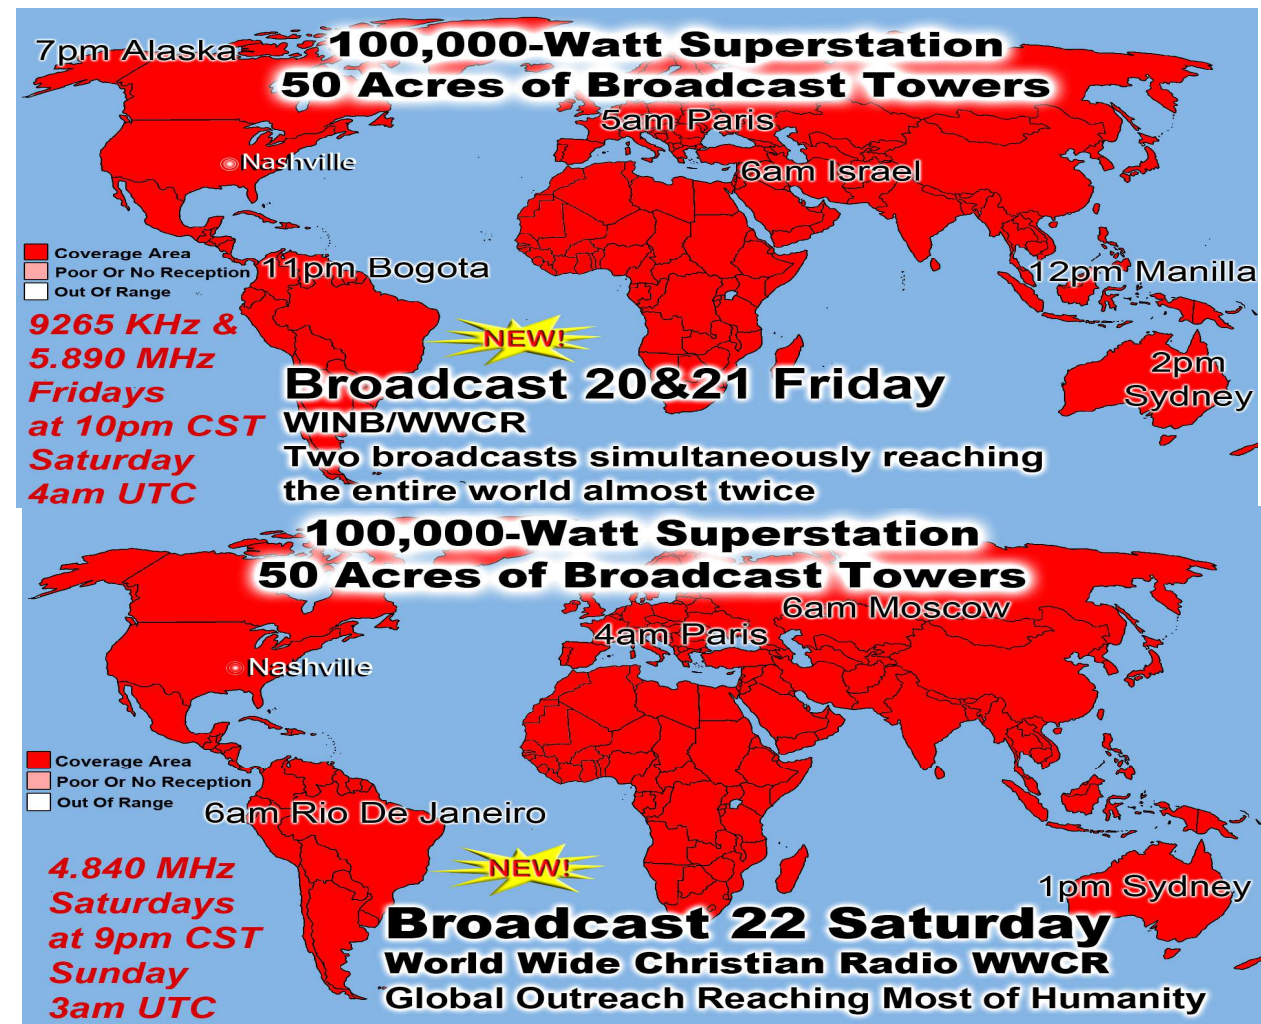 7pm Alaska
100,000-Watt Superstation
50 Acres of Broadcast Towers
5am Paris
Nashville
6am Israel
Coverage Area
Poor Or No Reception
Out Of Range
11pm Bogota
12pm Manilla
9265 KHz &
5.890 MHz
Fridays
at 10pm CST
Saturday
4am UTC
NEW!
2pm
Sydney
Broadcast 20&21 Friday
WINB/WWCR
Two broadcasts simultaneously reaching
the entire world almost twice
100,000-Watt Superstation
50 Acres of Broadcast Towers
6am Moscow
4am Paris
Nashville
Coverage Area
Poor Or No Reception
Out Of Range
6am Rio De Janeiro
4.840 MHz
Saturdays
at 9pm CST
Sunday
3am UTC
NEW!
1pm Sydney
Broadcast 22 Saturday
World Wide Christian Radio WWCR
Global Outreach Reaching Most of Humanity